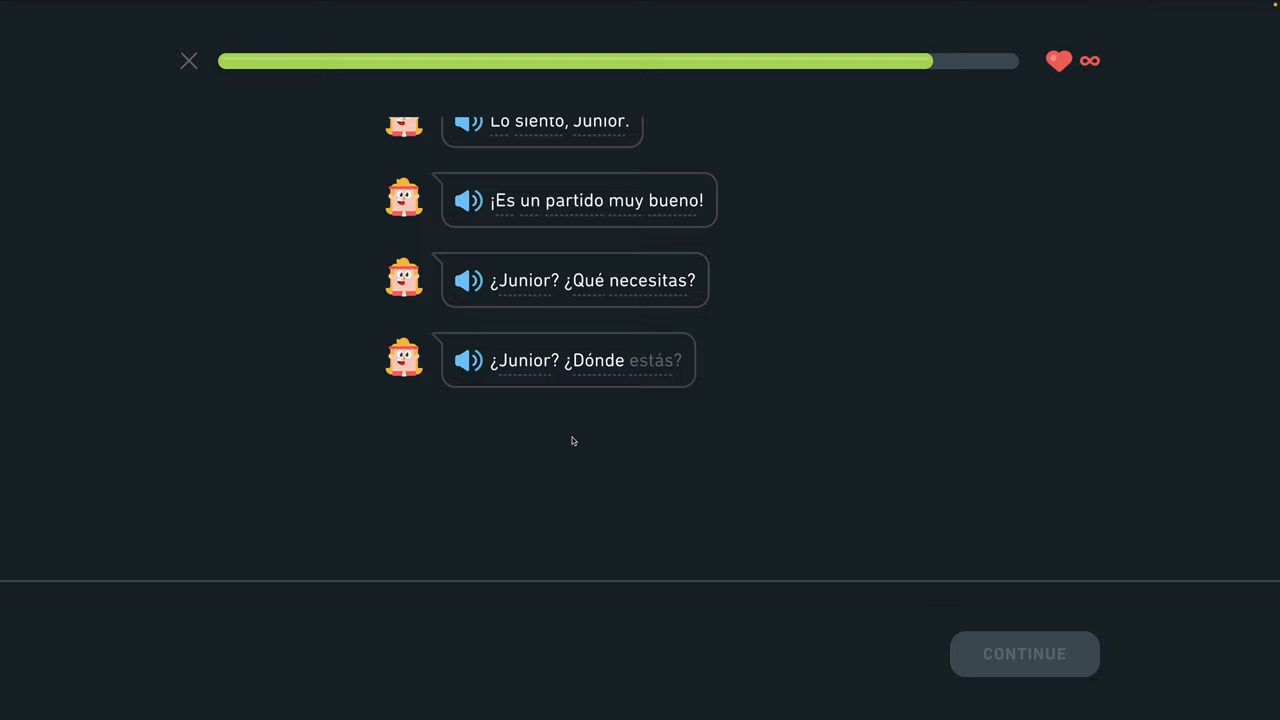 Lo siento, Junior.
¡Es un partido muy bueno!
¿Junior? ¿Qué necesitas?
¿Junior? ¿Dónde estás?
CONTINUE